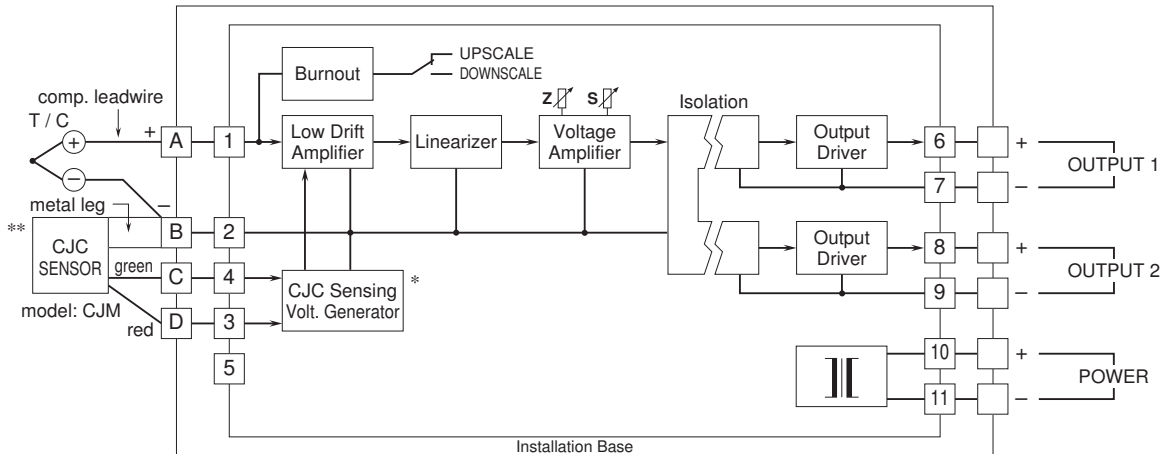 UPSCALE
DOWNSCALE
Burnout
comp. leadwire
T / C
+
+
A
1
Low Drift
Amplifier
Linearizer
Z
S
Voltage
Amplifier
Isolation
Output
Driver
6
+
OUTPUT 1
7
–
–
metal leg
–
**
CJC
SENSOR
B
2
green
C
4
model: CJM
red
D
3
5
CJC Sensing
Volt. Generator
*
Output
Driver
8
+
OUTPUT 2
9
–
10
+
POWER
11
–
Installation Base